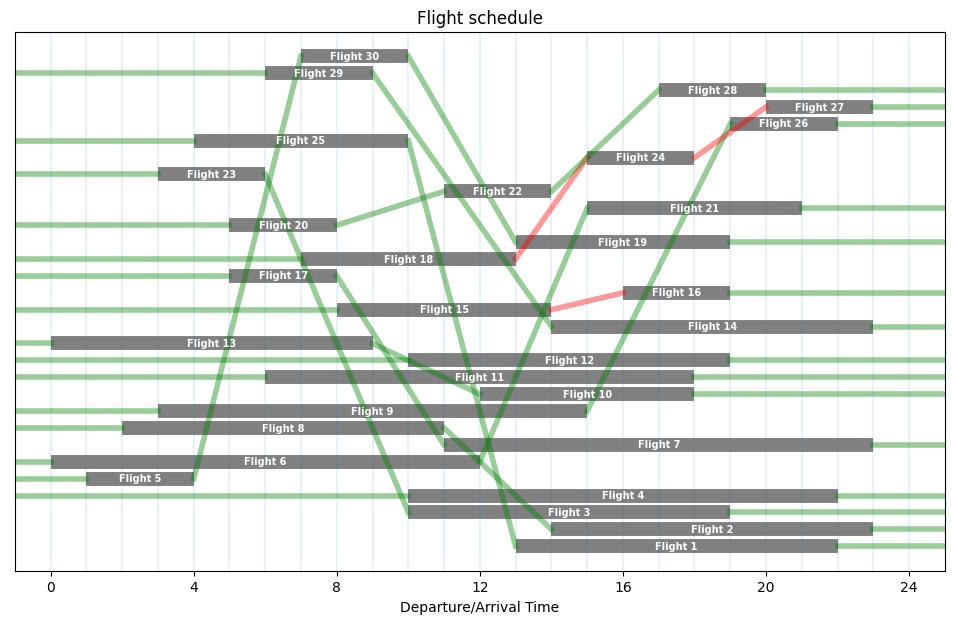 Flight schedule
Flight 30
Flight 29
Flight 28
Flight 27
Flight 26
Flight 25
Flight 24
Flight 23
Flight 22
Flight 21
Flight 20
Flight 19
Flight 18
Flight 17
Flight 16
Flight 15
Flight 14
Flight 13
Flight 12
Flight 11
Flight 10
Flight 9
Flight 8
Flight 7
Flight 6
Flight 5
Flight 4
Flight 3
Flight 2
Flight 1
0 4 8 12 16 20 24
Departure/Arrival Time